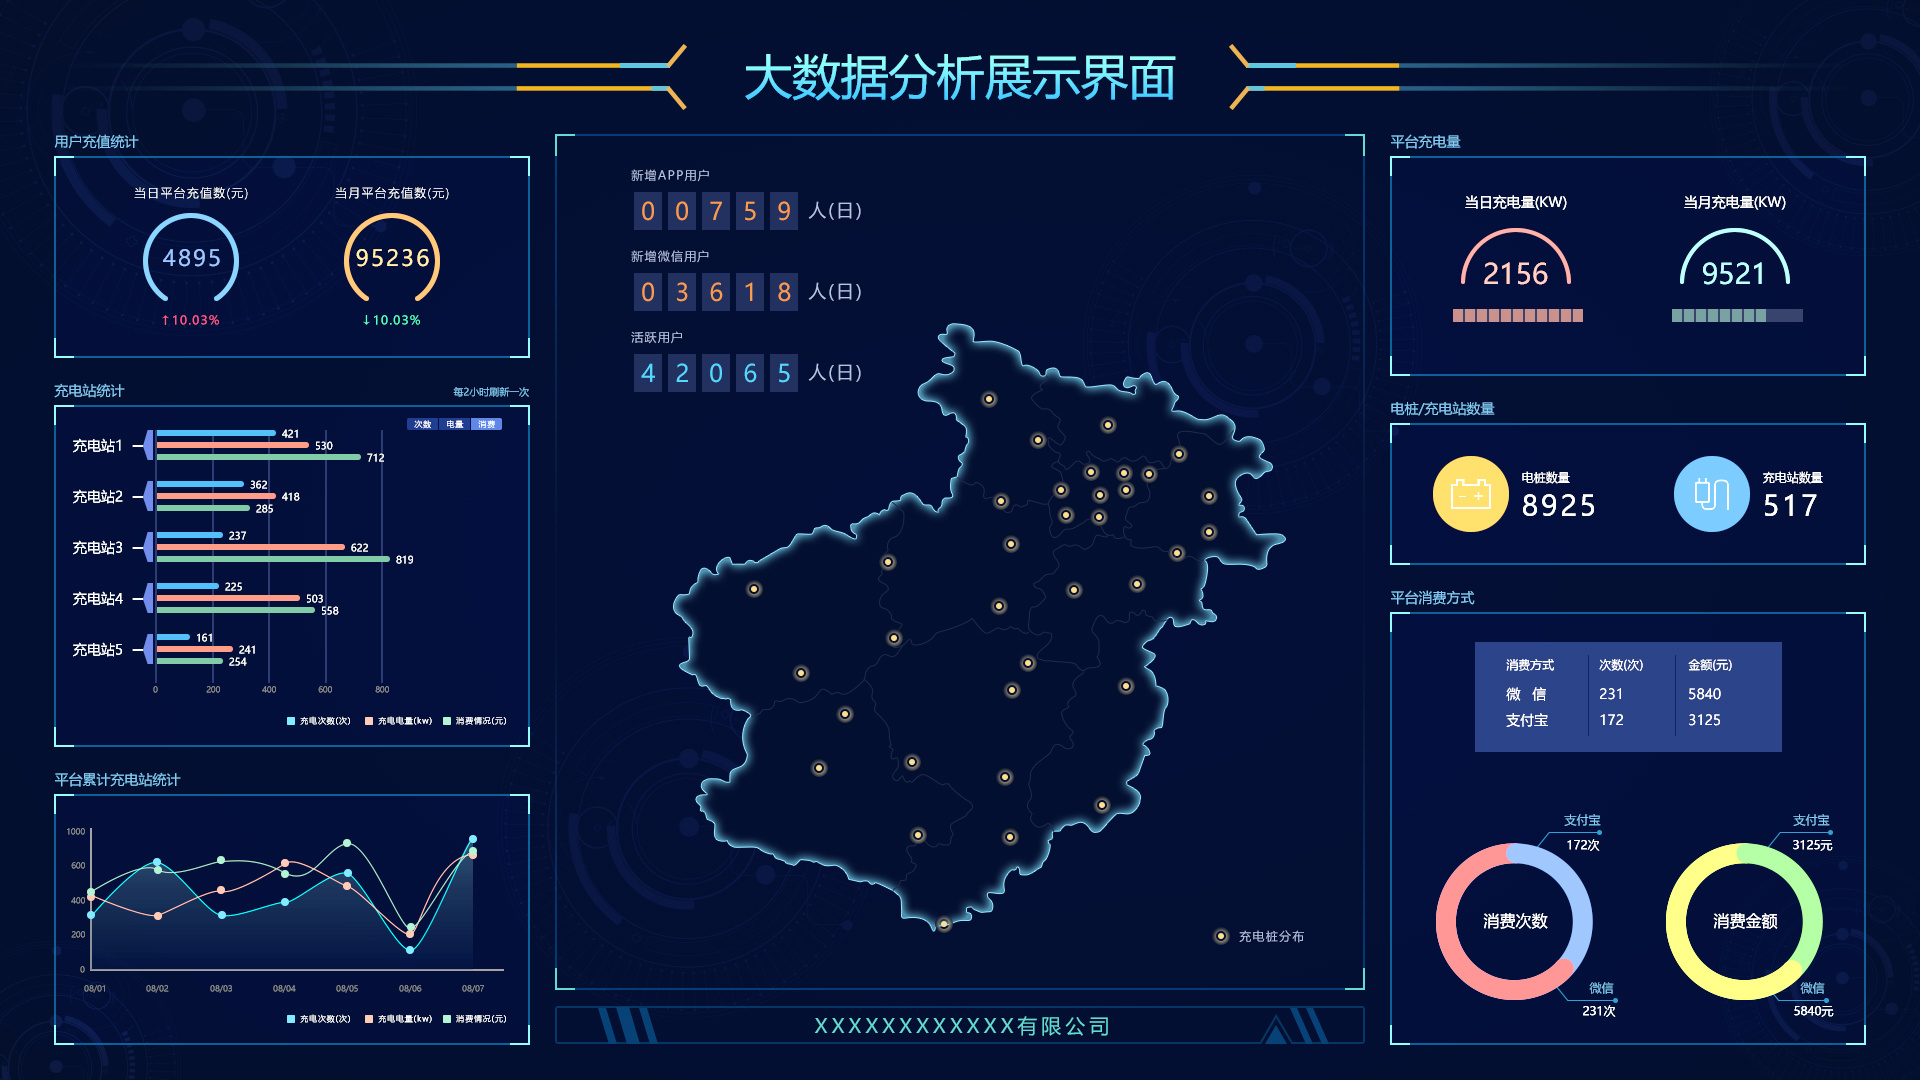 大数据分析展示界面
用户充值统计
当日平台充值数(元)
当月平台充值数(元)
4895
95236
↑10.03%
↓10.03%
充电站统计
每2小时刷新一次
次数 电量 消费
充电站1
421
530
712
充电站2
362
418
285
充电站3
237
622
819
充电站4
225
503
558
充电站5
161
241
254
0 200 400 600 800
充电次数(次) 充电电量(kw) 消费情况(元)
平台累计充电站统计
1000
600
400
200
0
08/01 08/02 08/03 08/04 08/05 08/06 08/07
充电次数(次) 充电电量(kw) 消费情况(元)
新增APP用户
00759 人(日)
新增微信用户
03618 人(日)
活跃用户
42065 人(日)
充电桩分布
XXXXXXXXXXXX有限公司
平台充电量
当日充电量(KW)
当月充电量(KW)
2156
9521
电桩/充电站数量
电桩数量
8925
充电站数量
517
平台消费方式
消费方式 次数(次) 金额(元)
微 信 231 5840
支付宝 172 3125
支付宝
172次
消费次数
微信
231次
支付宝
3125元
消费金额
微信
5840元